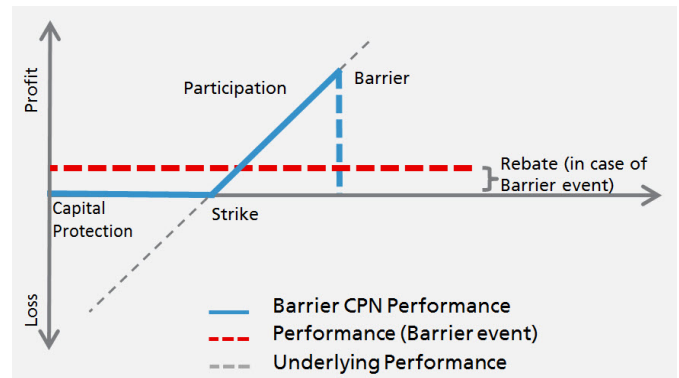 Profit
Participation
Barrier
Rebate (in case of
Barrier event)
Capital
Protection
Strike
Loss
Barrier CPN Performance
Performance (Barrier event)
Underlying Performance